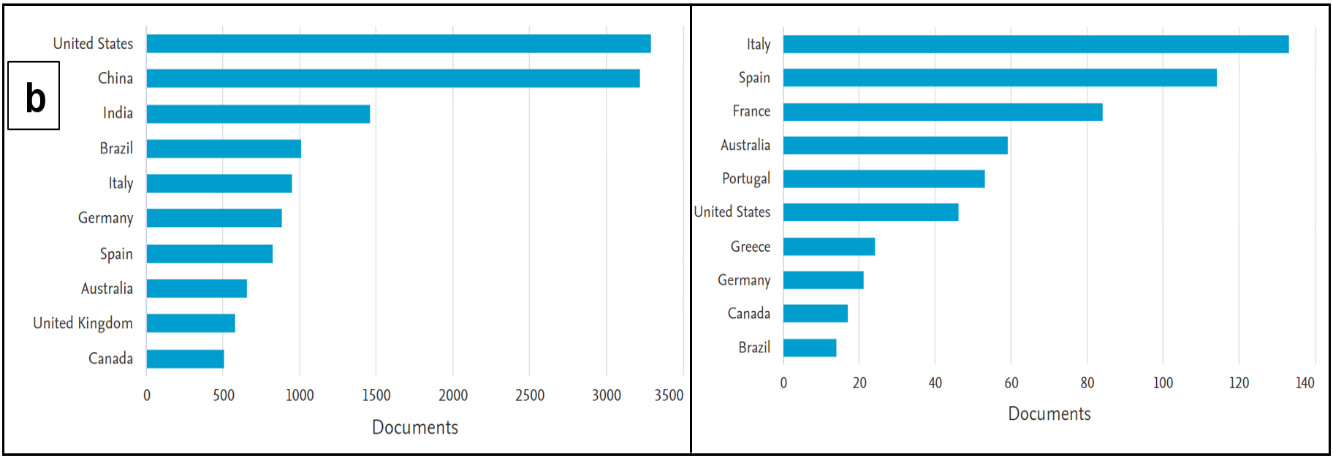 b
United States
China
India
Brazil
Italy
Germany
Spain
Australia
United Kingdom
Canada
0 500 1000 1500 2000 2500 3000 3500
Documents
Italy
Spain
France
Australia
Portugal
United States
Greece
Germany
Canada
Brazil
0 20 40 60 80 100 120 140
Documents